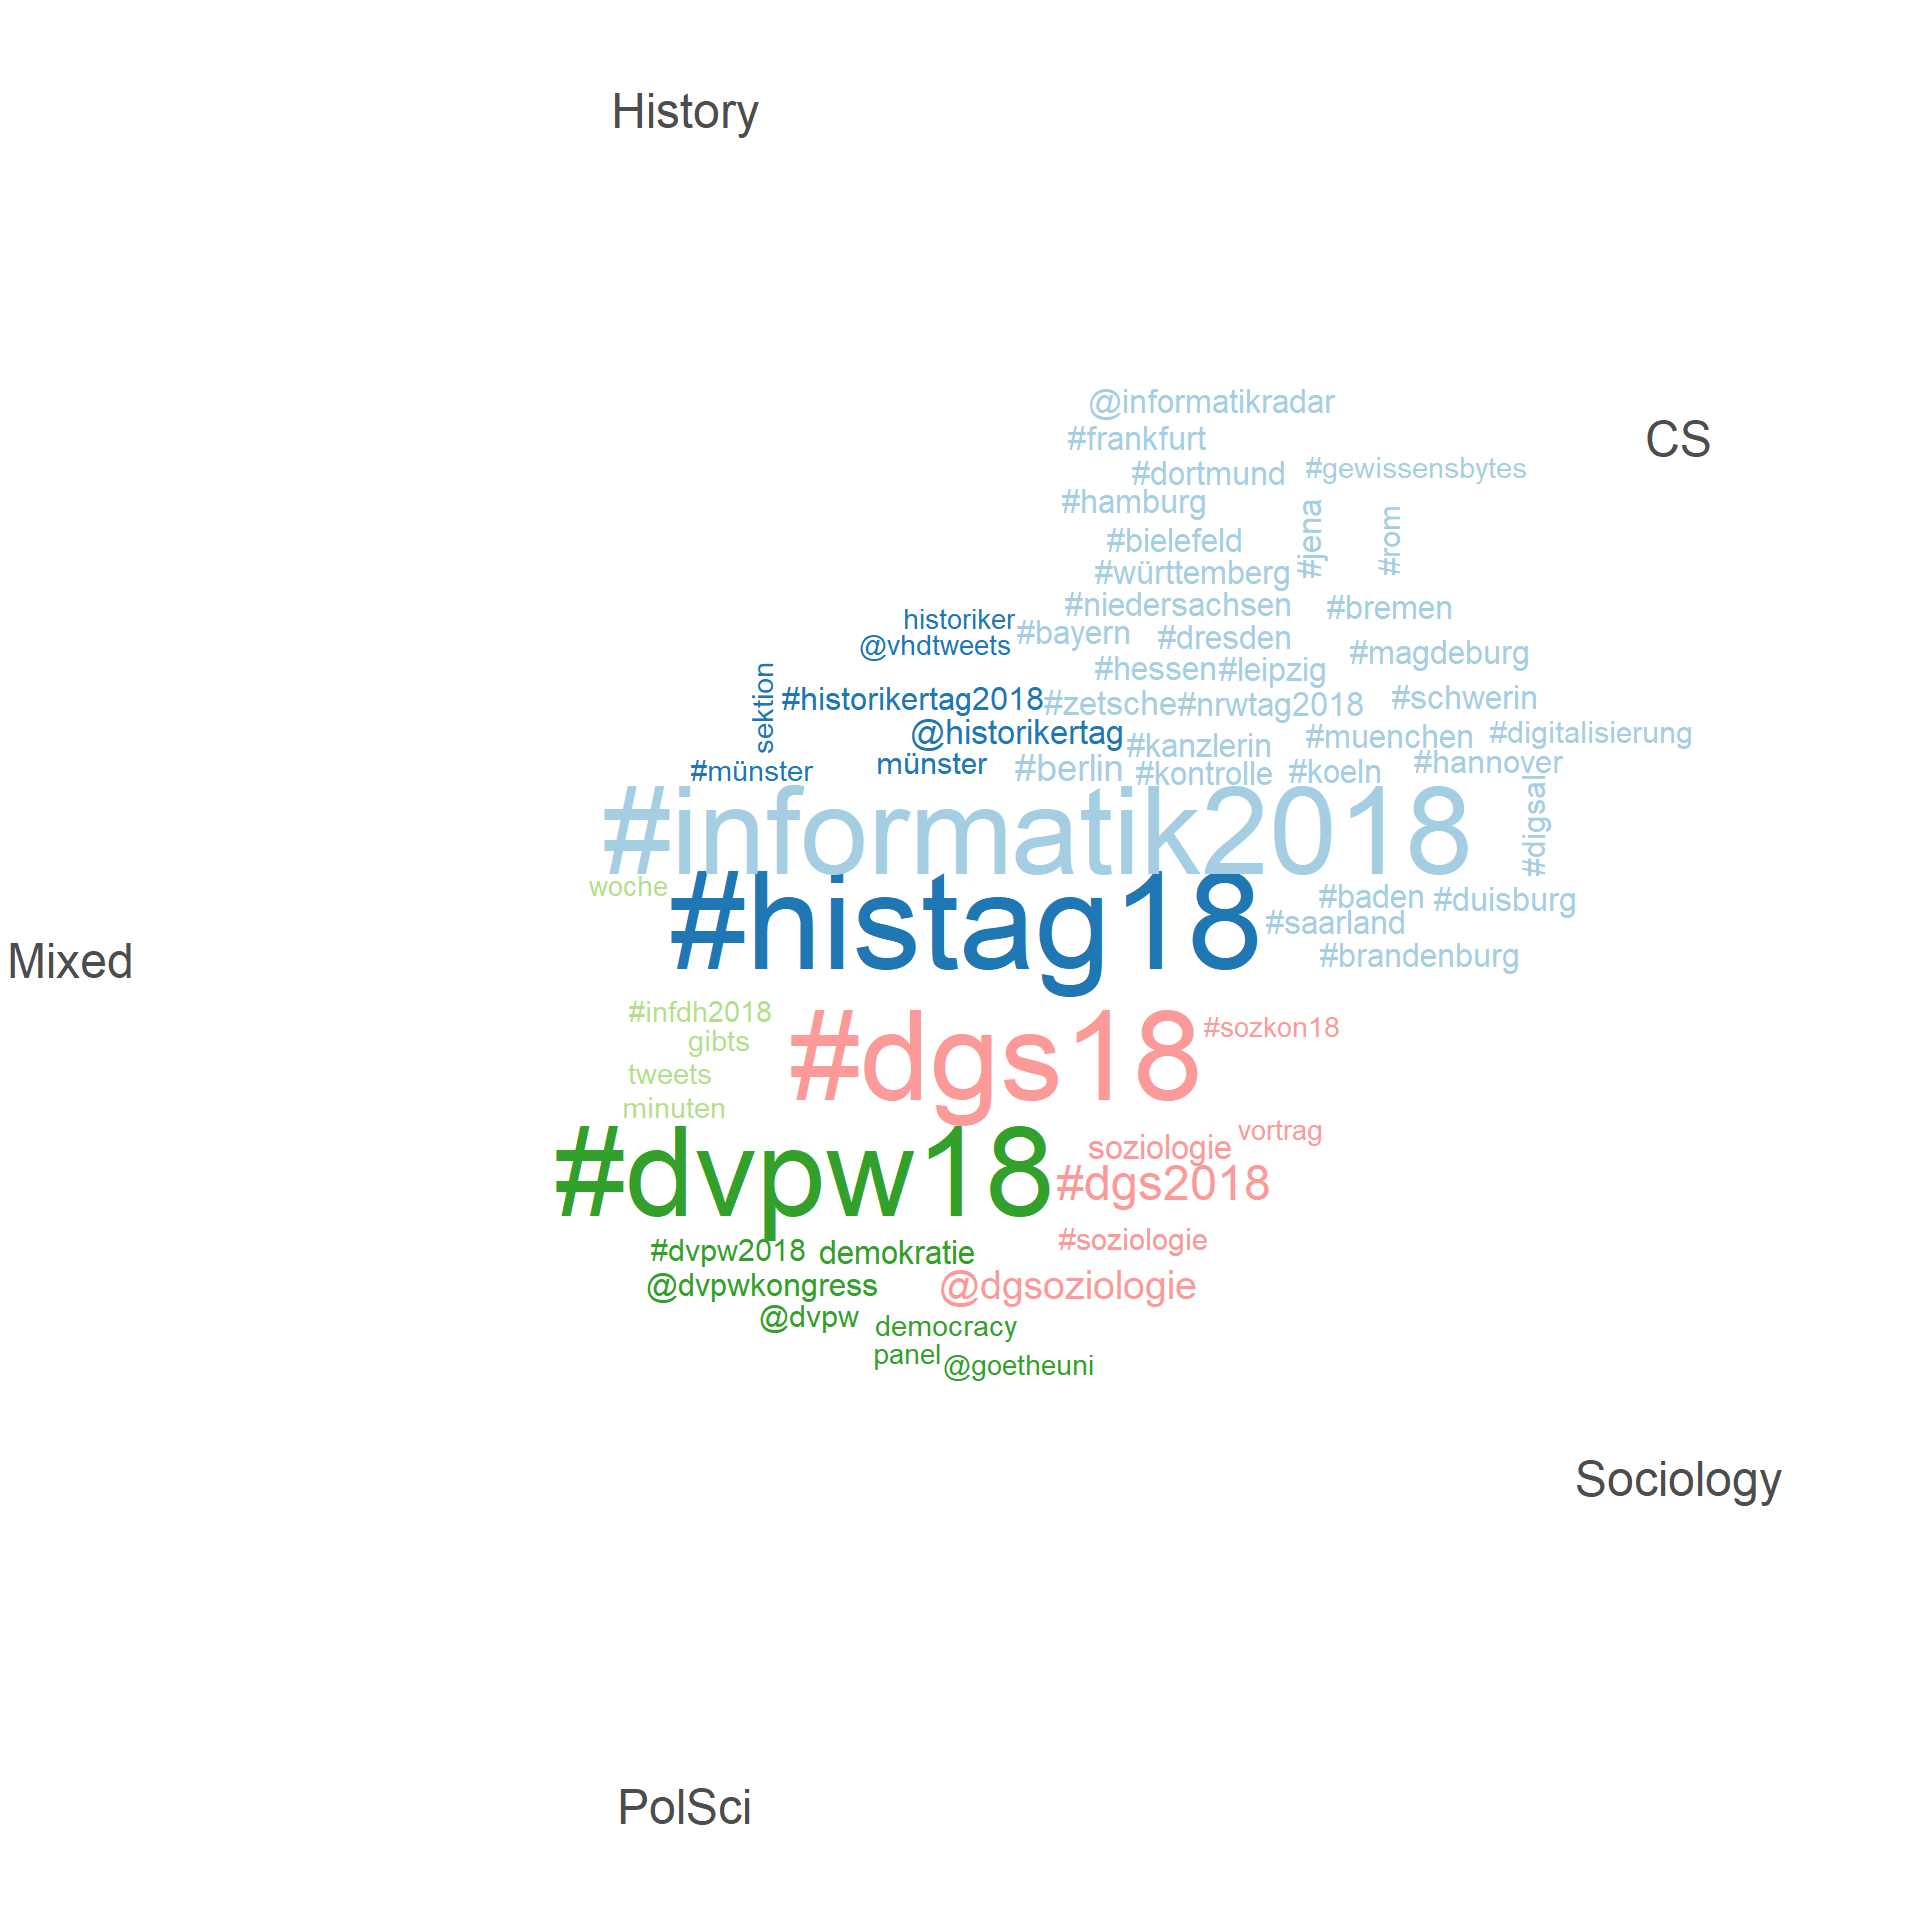 History
@informatikradar
#frankfurt
CS
#dortmund #gewissensbytes
#hamburg
#jena
#rom
#bielefeld
#württemberg
#niedersachsen #bremen
historiker
#bayern #dresden
@vhdtweets
#magdeburg
#hessen #leipzig
sektion
#historikertag2018 #zetsche #nrwtag2018 #schwerin
@historikertag #kanzlerin #muenchen #digitalisierung
#münster münster #berlin #kontrolle #koeln #hannover
#informatik2018
#digsal
woche
#histag18
#baden #duisburg
#saarland
#brandenburg
Mixed
#infdh2018
gibts
#dgs18 #sozkon18
tweets
minuten
vortrag
soziologie
#dvpw18 #dgs2018
#dvpw2018 demokratie #soziologie
@dvpwkongress @dgsoziologie
@dvpw democracy
panel @goetheuni
Sociology
PolSci